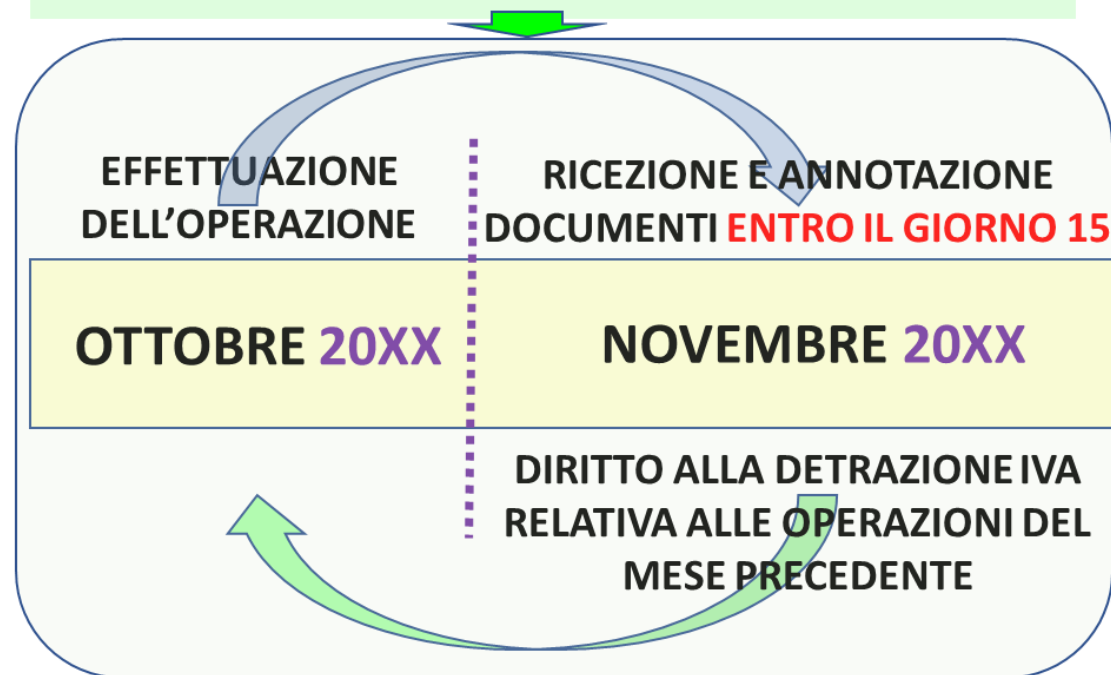 EFFETTUAZIONE
DELL’OPERAZIONE
RICEZIONE E ANNOTAZIONE
DOCUMENTI ENTRO IL GIORNO 15
OTTOBRE 20XX
NOVEMBRE 20XX
DIRITTO ALLA DETRAZIONE IVA
RELATIVA ALLE OPERAZIONI DEL
MESE PRECEDENTE